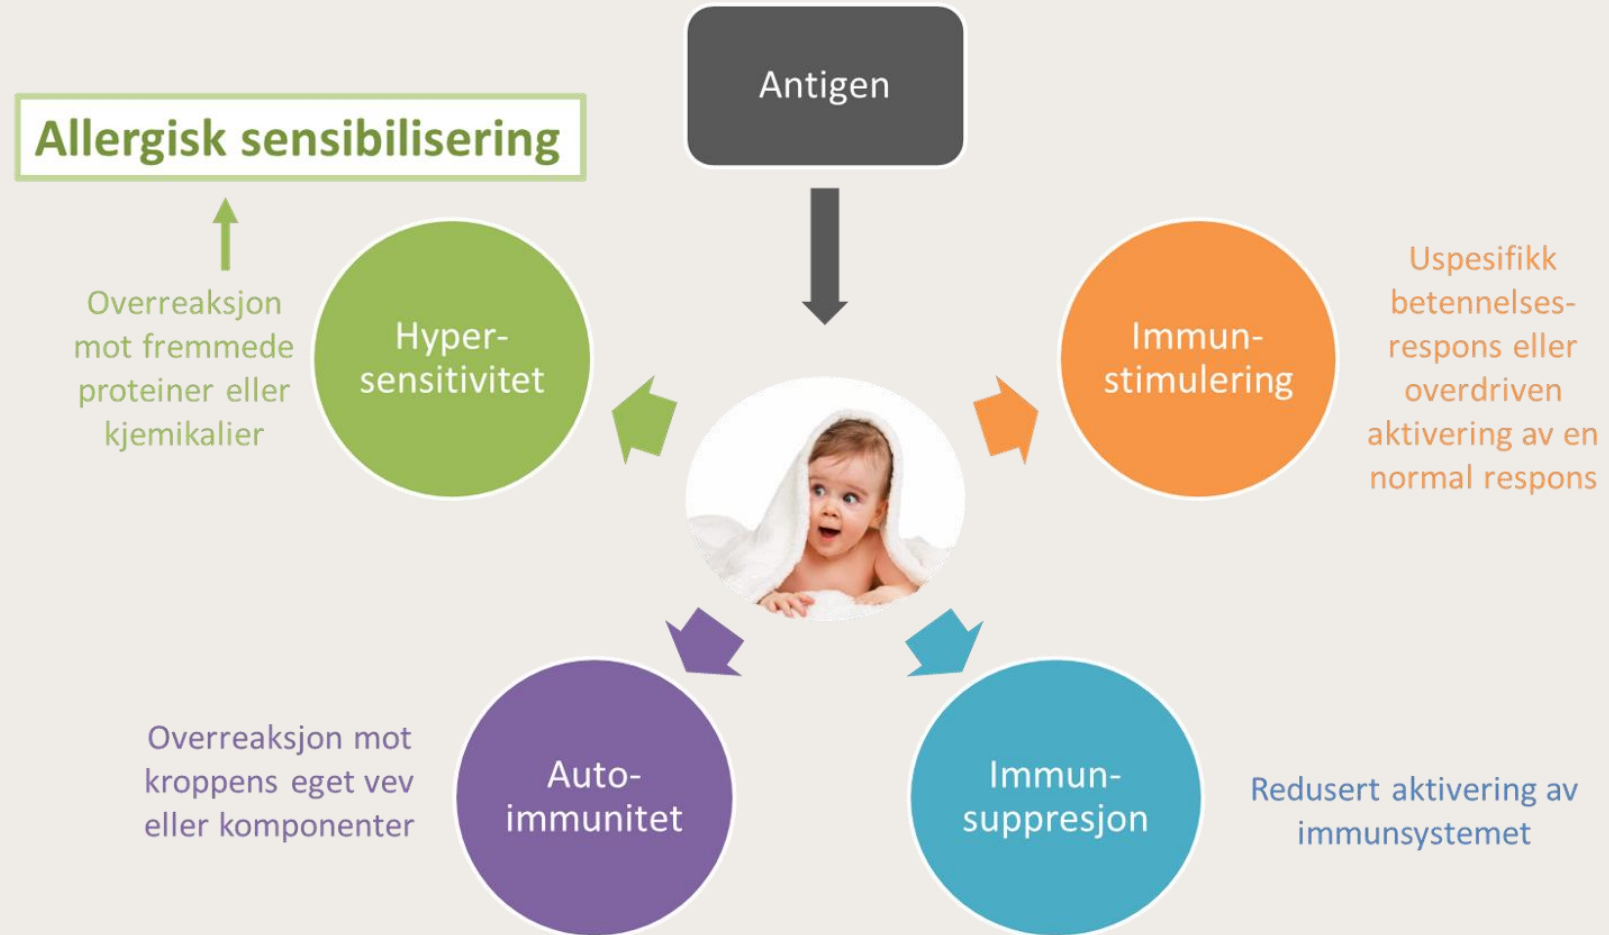 Antigen
Allergisk sensibilisering
Overreaksjon
mot fremmede
proteiner eller
kjemikalier
Hyper-
sensitivitet
Immun-
stimulering
Uspesifikk
betennelses-
respons eller
overdriven
aktivering av en
normal respons
Overreaksjon mot
kroppens eget vev
eller komponenter
Auto-
immunitet
Immun-
suppresjon
Redusert aktivering av
immunsystemet